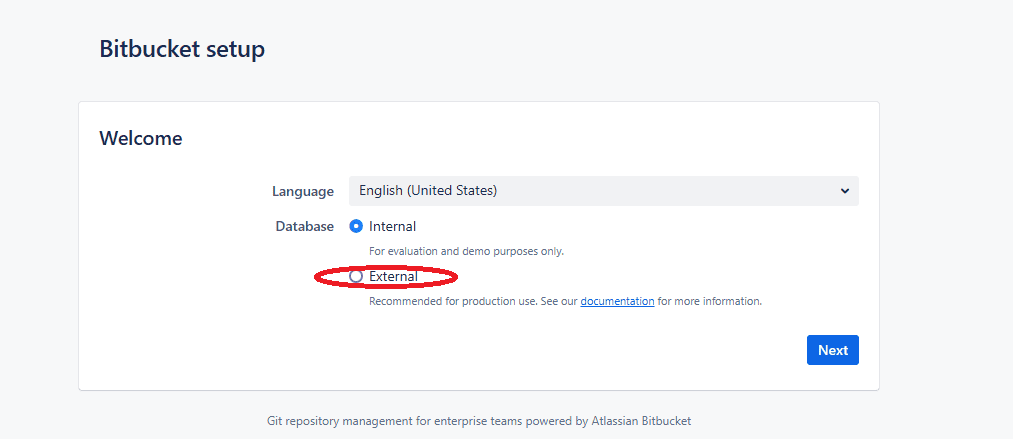 Bitbucket setup
Welcome
Language English (United States)
Database Internal
For evaluation and demo purposes only.
External
Recommended for production use. See our documentation for more information.
Next
Git repository management for enterprise teams powered by Atlassian Bitbucket